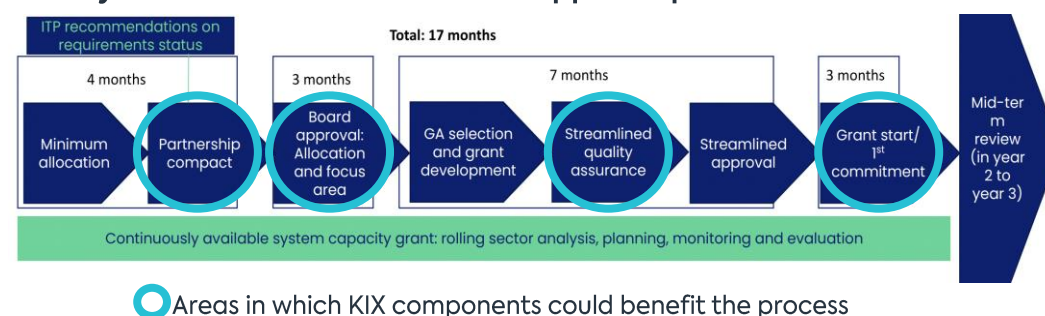 ITP recommendations on
requirements status
Total: 17 months
4 months
3 months
7 months
3 months
Minimum
allocation
Partnership
compact
Board
approval:
Allocation
and focus
area
GA selection
and grant
development
Streamlined
quality
assurance
Streamlined
approval
Grant start/
1st
commitment
Mid-ter
m
review
(in year
2 to
year 3)
Continuously available system capacity grant: rolling sector analysis, planning, monitoring and evaluation
Areas in which KIX components could benefit the process